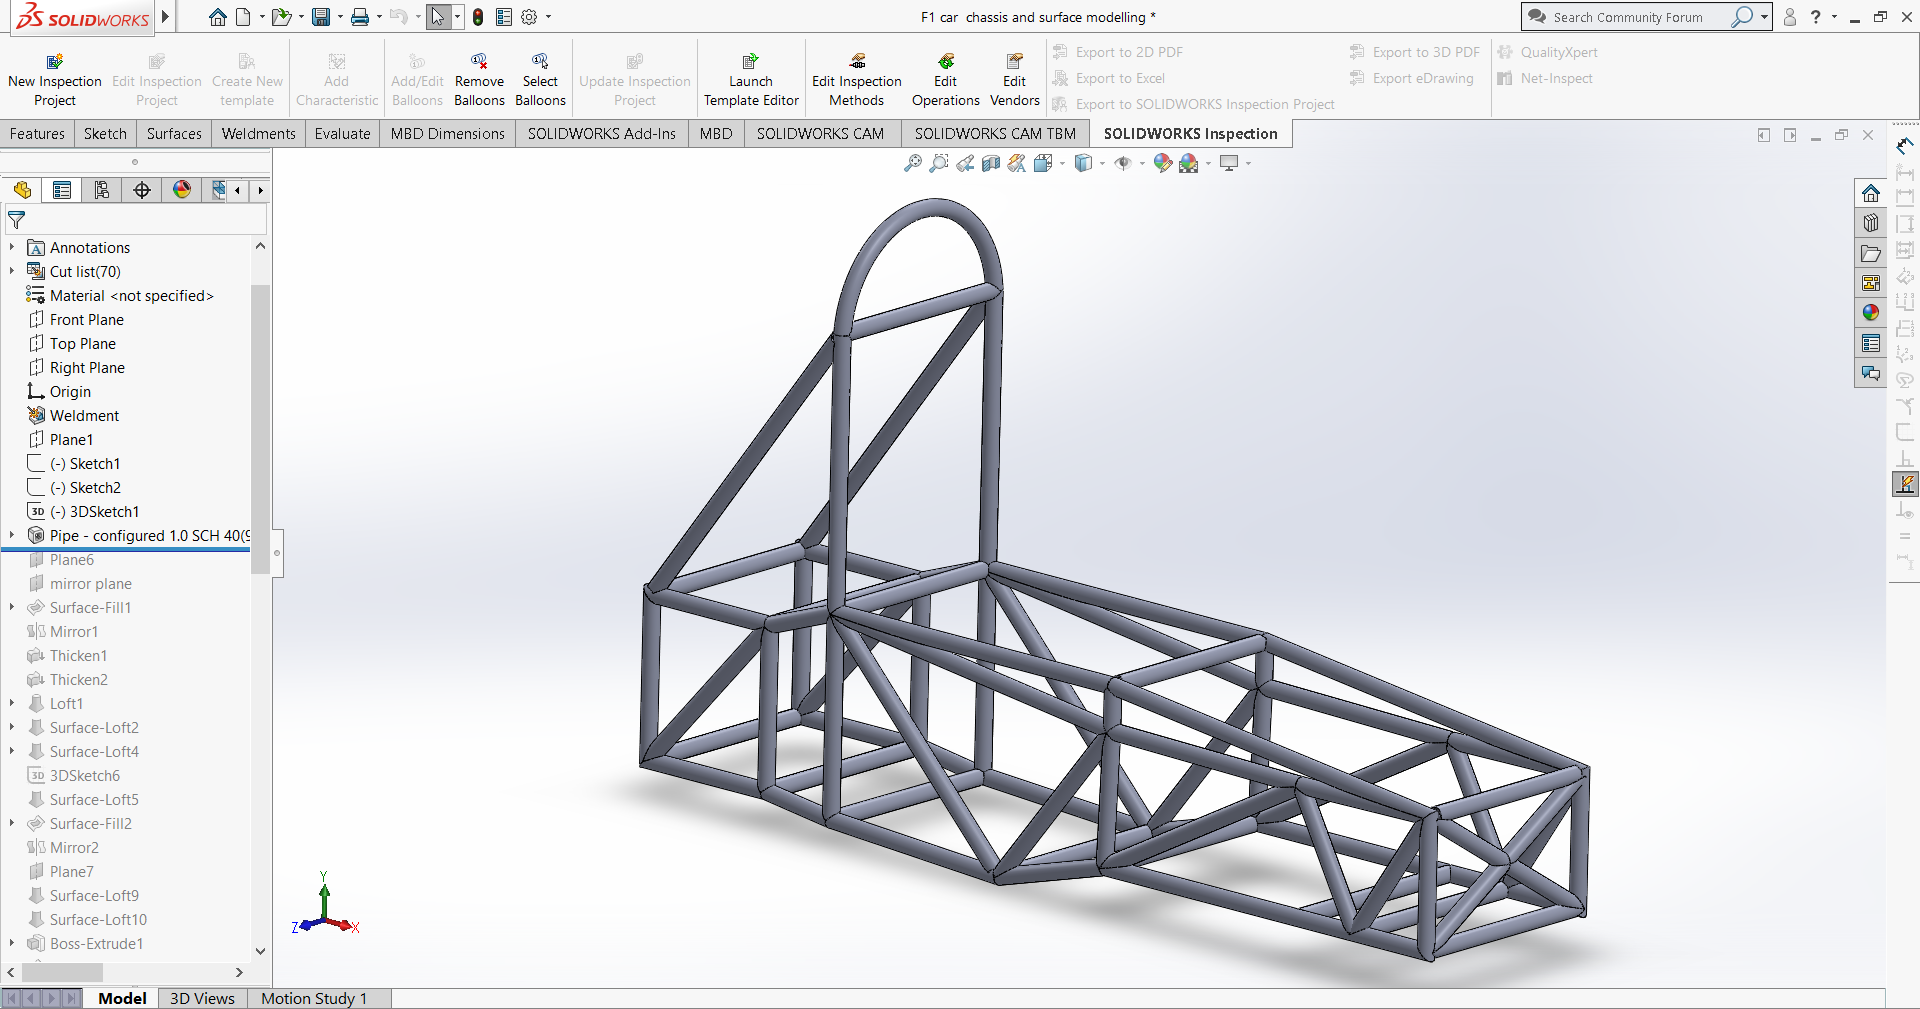 SOLIDWORKS
F1 car chassis and surface modelling *
Search Community Forum
?
New Inspection Project
Edit Inspection Project
Create New template
Add Characteristic
Add/Edit Balloons
Remove Balloons
Select Balloons
Update Inspection Project
Launch Template Editor
Edit Inspection Methods
Edit Operations
Edit Vendors
Export to 2D PDF
Export to Excel
Export to SOLIDWORKS Inspection Project
Export to 3D PDF
Export eDrawing
QualityXpert
Net-Inspect
Features
Sketch
Surfaces
Weldments
Evaluate
MBD Dimensions
SOLIDWORKS Add-Ins
MBD
SOLIDWORKS CAM
SOLIDWORKS CAM TBM
SOLIDWORKS Inspection
Annotations
Cut list(70)
Material <not specified>
Front Plane
Top Plane
Right Plane
Origin
Weldment
Plane1
(-) Sketch1
(-) Sketch2
3D (-) 3DSketch1
Pipe - configured 1.0 SCH 40(9
Plane6
mirror plane
Surface-Fill1
Mirror1
Thicken1
Thicken2
Loft1
Surface-Loft2
Surface-Loft4
3D 3DSketch6
Surface-Loft5
Surface-Fill2
Mirror2
Plane7
Surface-Loft9
Surface-Loft10
Boss-Extrude1
Y
Z
X
Model
3D Views
Motion Study 1